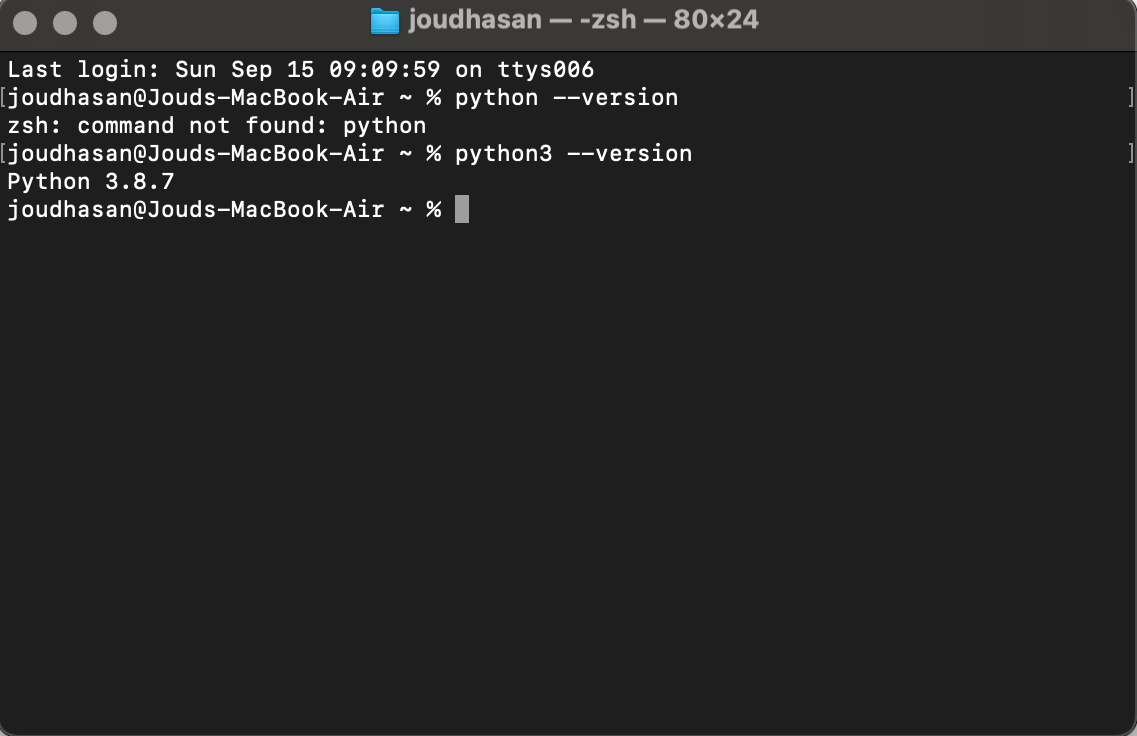 joudhasan — -zsh — 80×24
Last login: Sun Sep 15 09:09:59 on ttys006
[joudhasan@Jouds-MacBook-Air ~ % python --version ]
zsh: command not found: python
[joudhasan@Jouds-MacBook-Air ~ % python3 --version ]
Python 3.8.7
joudhasan@Jouds-MacBook-Air ~ %